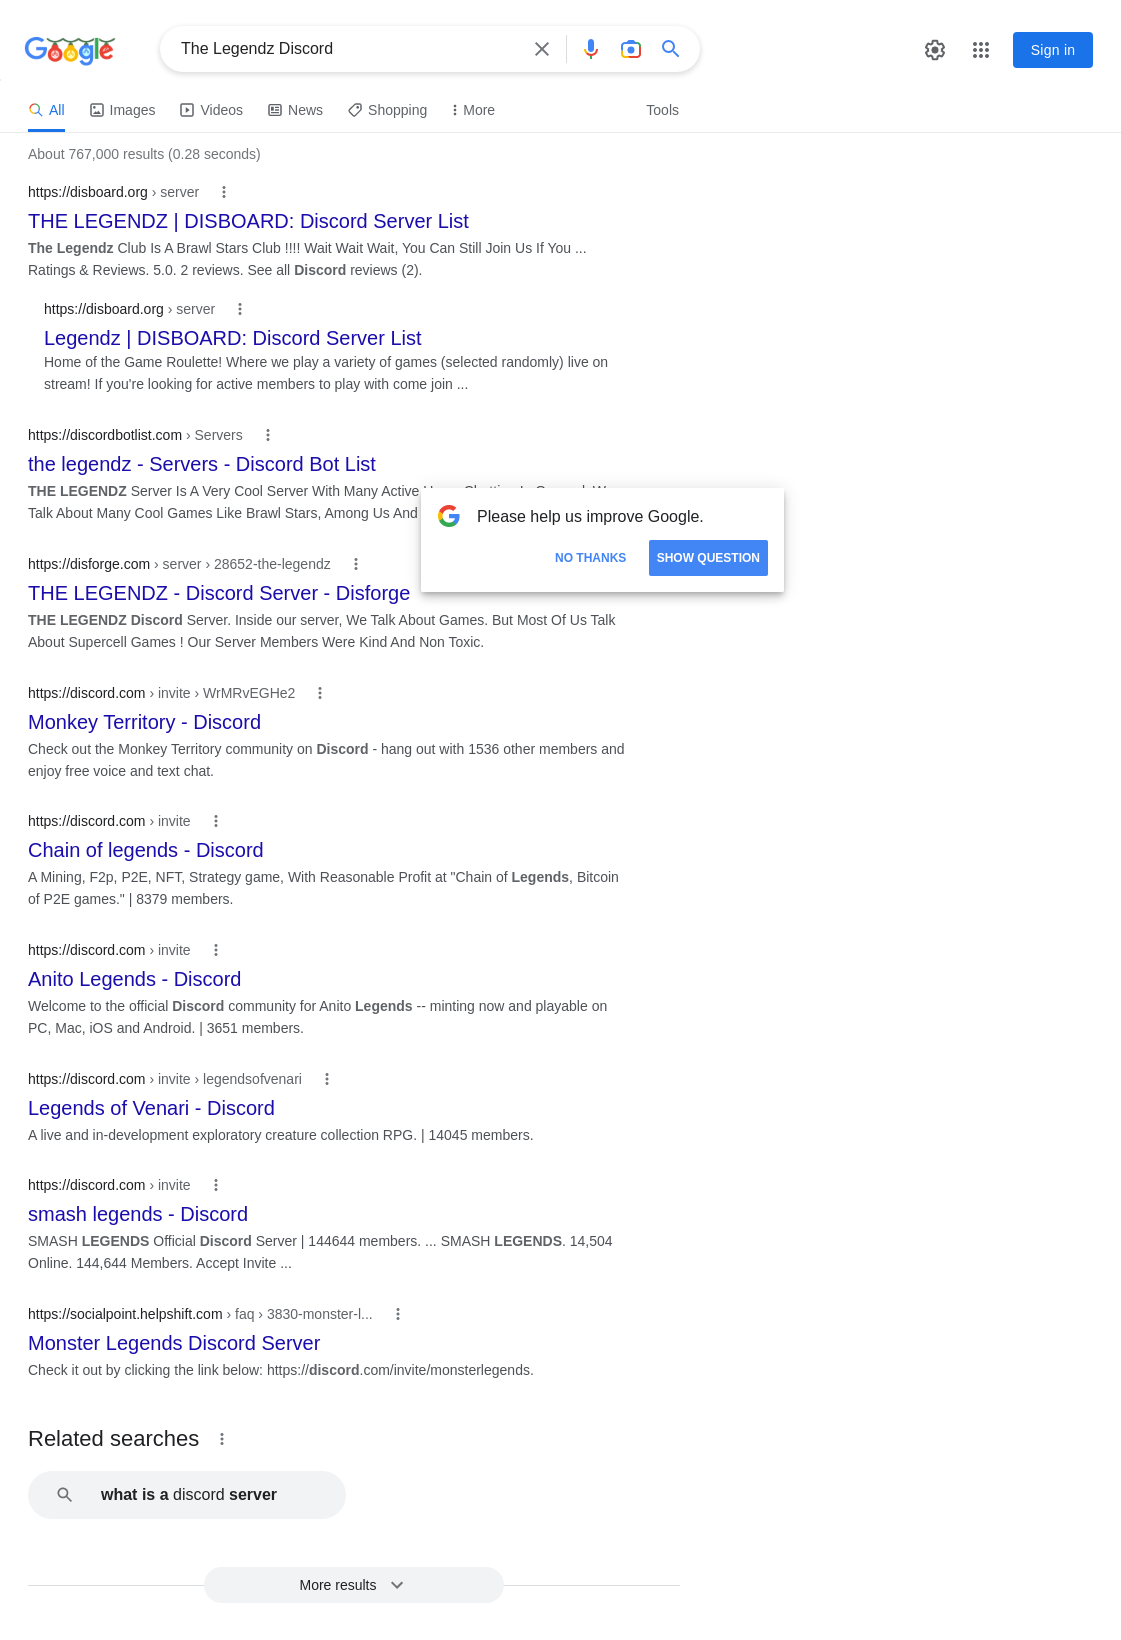 Google
The Legendz Discord
Sign in
All
Images
Videos
News
Shopping
More
Tools
About 767,000 results (0.28 seconds)
https://disboard.org › server
THE LEGENDZ | DISBOARD: Discord Server List
The Legendz Club Is A Brawl Stars Club !!!! Wait Wait Wait, You Can Still Join Us If You ...
Ratings & Reviews. 5.0. 2 reviews. See all Discord reviews (2).
https://disboard.org › server
Legendz | DISBOARD: Discord Server List
Home of the Game Roulette! Where we play a variety of games (selected randomly) live on
stream! If you're looking for active members to play with come join ...
https://discordbotlist.com › Servers
the legendz - Servers - Discord Bot List
THE LEGENDZ Server Is A Very Cool Server With Many Active
Talk About Many Cool Games Like Brawl Stars, Among Us And
Please help us improve Google.
NO THANKS
SHOW QUESTION
https://disforge.com › server › 28652-the-legendz
THE LEGENDZ - Discord Server - Disforge
THE LEGENDZ Discord Server. Inside our server, We Talk About Games. But Most Of Us Talk
About Supercell Games ! Our Server Members Were Kind And Non Toxic.
https://discord.com › invite › WrMRvEGHe2
Monkey Territory - Discord
Check out the Monkey Territory community on Discord - hang out with 1536 other members and
enjoy free voice and text chat.
https://discord.com › invite
Chain of legends - Discord
A Mining, F2p, P2E, NFT, Strategy game, With Reasonable Profit at "Chain of Legends, Bitcoin
of P2E games." | 8379 members.
https://discord.com › invite
Anito Legends - Discord
Welcome to the official Discord community for Anito Legends -- minting now and playable on
PC, Mac, iOS and Android. | 3651 members.
https://discord.com › invite › legendsofvenari
Legends of Venari - Discord
A live and in-development exploratory creature collection RPG. | 14045 members.
https://discord.com › invite
smash legends - Discord
SMASH LEGENDS Official Discord Server | 144644 members. ... SMASH LEGENDS. 14,504
Online. 144,644 Members. Accept Invite ...
https://socialpoint.helpshift.com › faq › 3830-monster-l...
Monster Legends Discord Server
Check it out by clicking the link below: https://discord.com/invite/monsterlegends.
Related searches
what is a discord server
More results